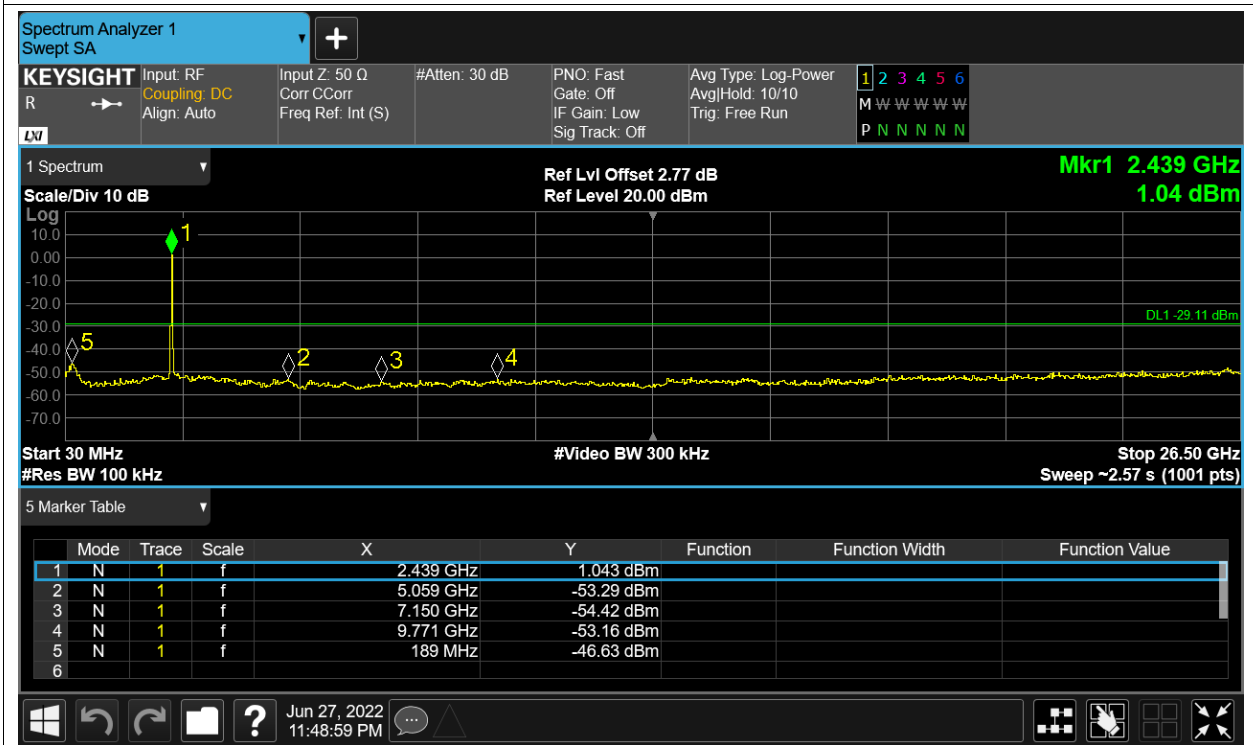 Spectrum Analyzer 1
Swept SA
KEYSIGHT Input: RF Input Z: 50 Ω #Atten: 30 dB PNO: Fast Avg Type: Log-Power 1 2 3 4 5 6
R Coupling: DC Corr CCorr Gate: Off Avg|Hold: 10/10 M W W W W W
Align: Auto Freq Ref: Int (S) IF Gain: Low Trig: Free Run
LXI Sig Track: Off P N N N N N
1 Spectrum Ref Lvl Offset 2.77 dB Mkr1 2.439 GHz
Scale/Div 10 dB Ref Level 20.00 dBm 1.04 dBm
Log
10.0 1
0.00
-10.0
-20.0
DL1 -29.11 dBm
-30.0
-40.0 5 2 3 4
-50.0
-60.0
-70.0
Start 30 MHz #Video BW 300 kHz Stop 26.50 GHz
#Res BW 100 kHz Sweep ~2.57 s (1001 pts)
5 Marker Table
Mode Trace Scale X Y Function Function Width Function Value
1 N 1 f 2.439 GHz 1.043 dBm
2 N 1 f 5.059 GHz -53.29 dBm
3 N 1 f 7.150 GHz -54.42 dBm
4 N 1 f 9.771 GHz -53.16 dBm
5 N 1 f 189 MHz -46.63 dBm
6
? Jun 27, 2022
11:48:59 PM